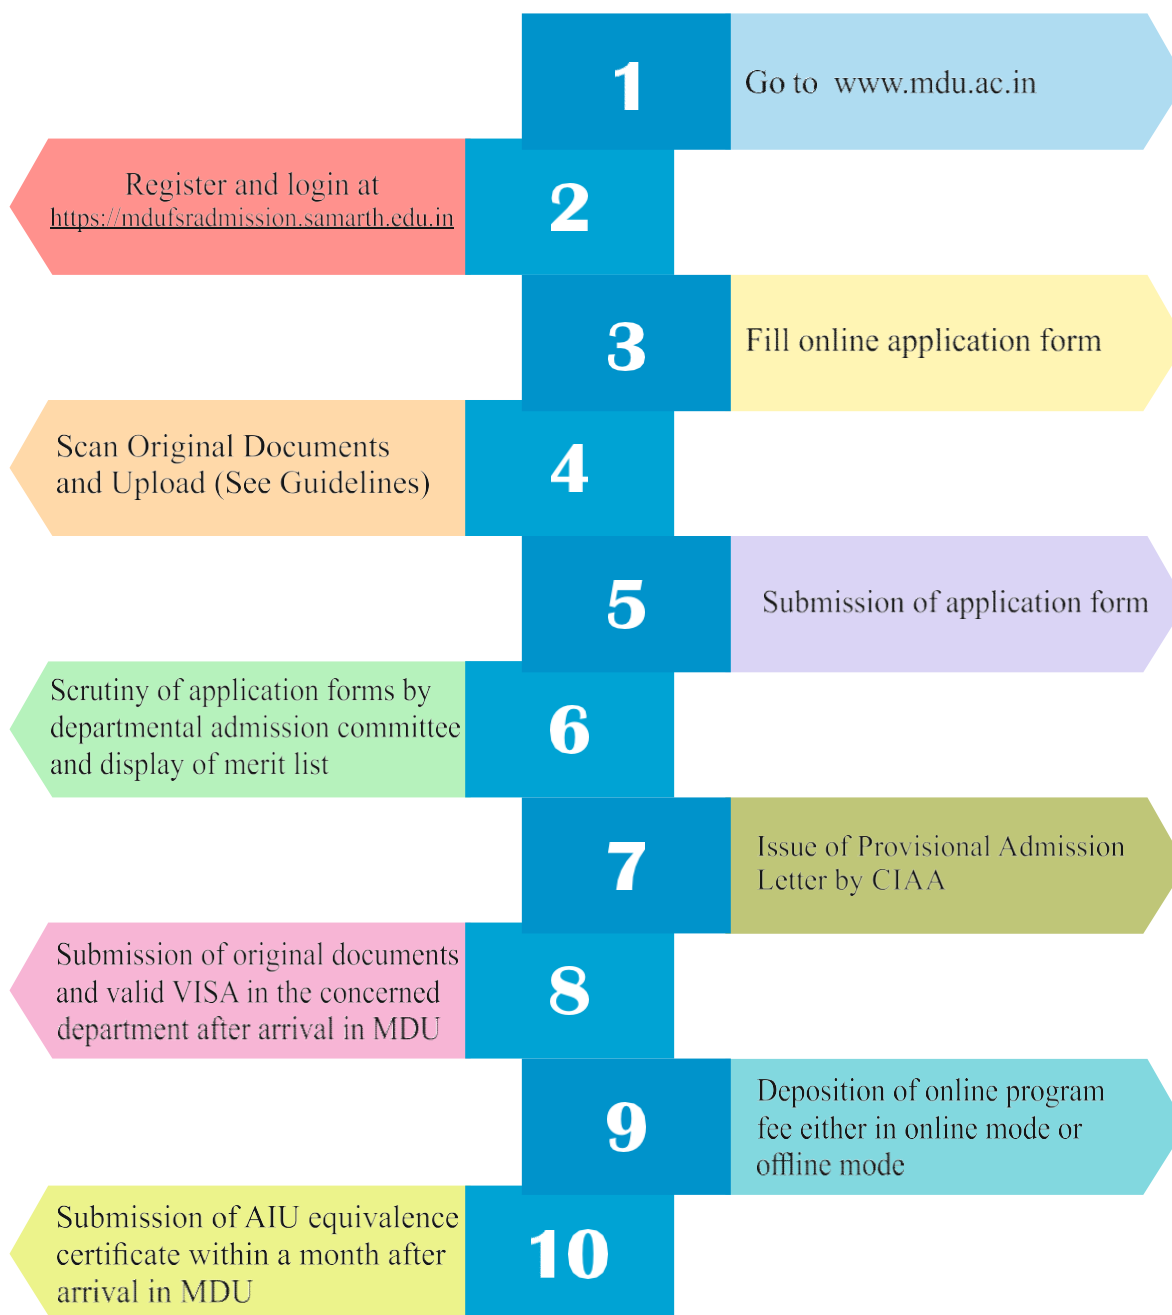 1
Go to www.mdu.ac.in
Register and login at
https://mdufsradmission.samarth.edu.in
2
3
Fill online application form
Scan Original Documents
and Upload (See Guidelines)
4
5
Submission of application form
Scrutiny of application forms by
departmental admission committee
and display of merit list
6
7
Issue of Provisional Admission
Letter by CIAA
Submission of original documents
and valid VISA in the concerned
department after arrival in MDU
8
9
Deposition of online program
fee either in online mode or
offline mode
Submission of AIU equivalence
certificate within a month after
arrival in MDU
10